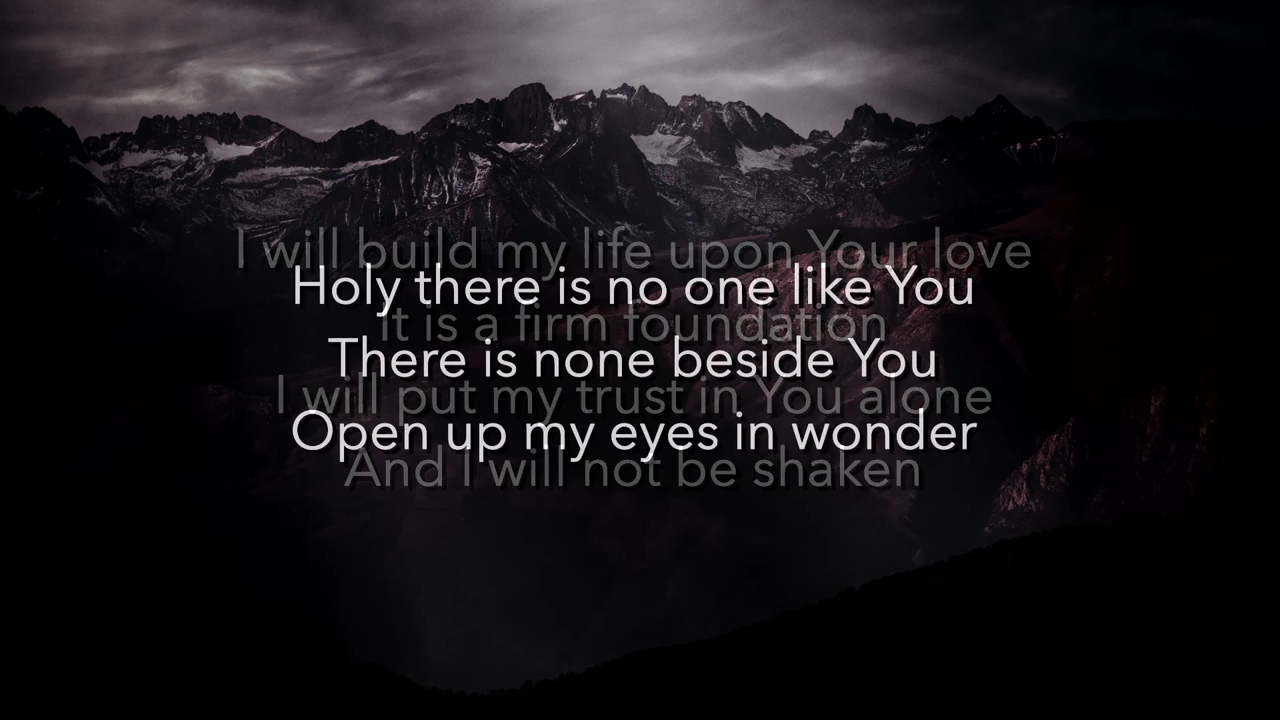 I will build my life upon Your love
Holy there is no one like You
It is a firm foundation
There is none beside You
I will put my trust in You alone
Open up my eyes in wonder
And I will not be shaken